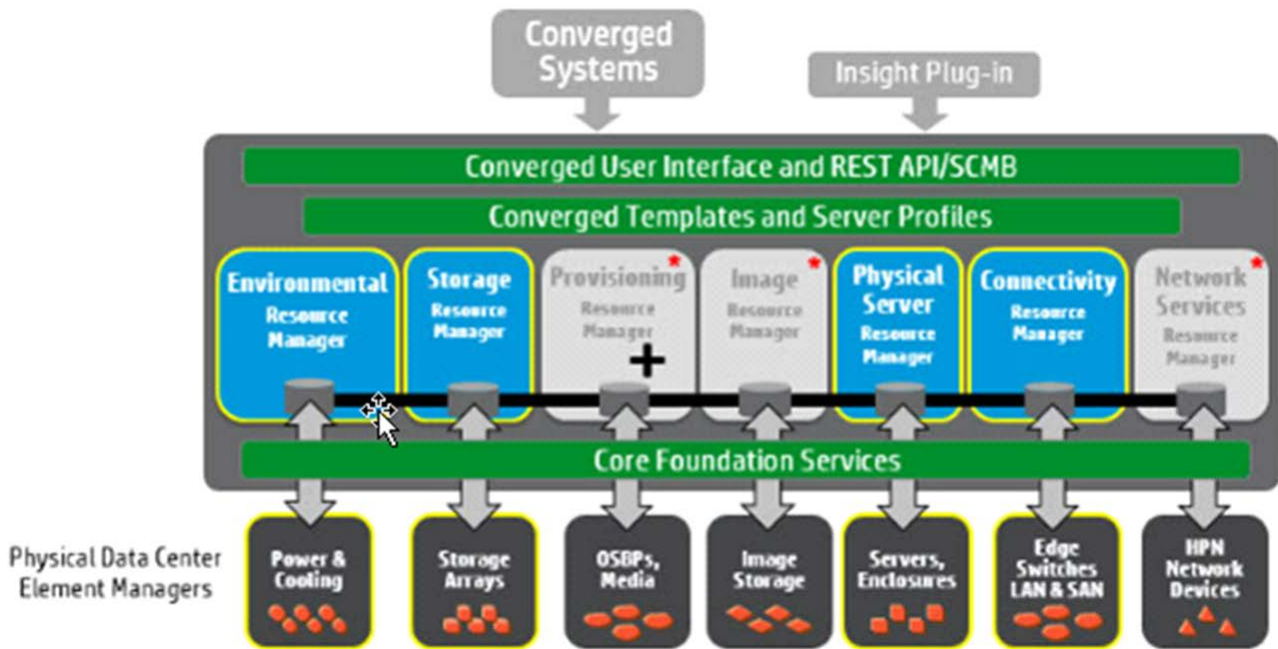 Converged
Systems
Insight Plug-in
Converged User Interface and REST API/SCMB
Converged Templates and Server Profiles
Environmental
Resource
Manager
Storage
Resource
Manager
Provisioning *
Resource
Manager
Image *
Resource
Manager
Physical
Server
Resource
Manager
Connectivity
Resource
Manager
Network *
Services
Resource
Manager
Core Foundation Services
Physical Data Center
Element Managers
Power &
Cooling
Storage
Arrays
OSBPs,
Media
Image
Storage
Servers,
Enclosures
Edge
Switches
LAN & SAN
HPN
Network
Devices